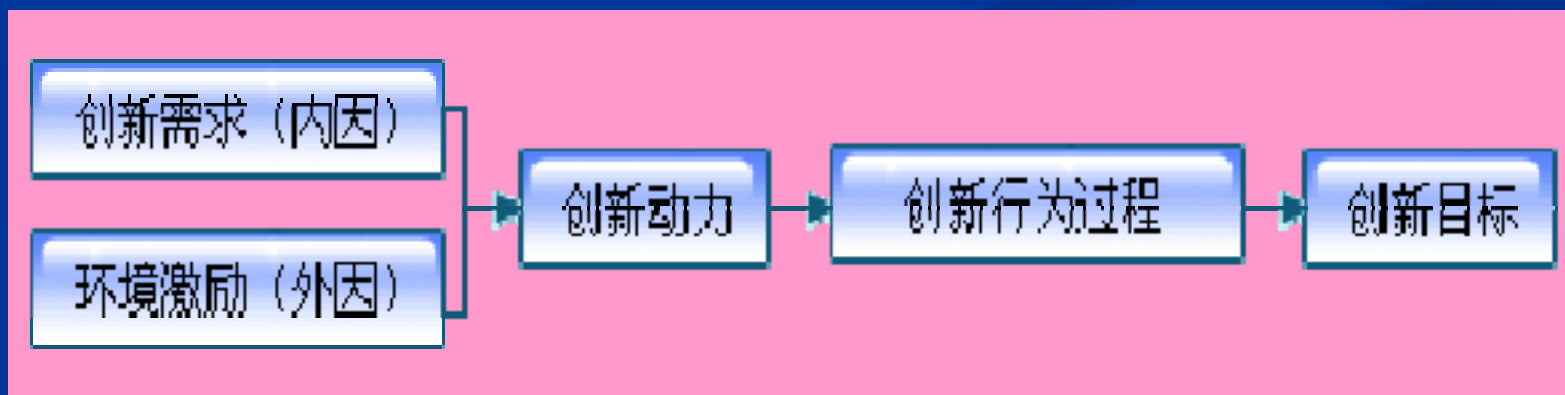 创新需求（内因）
环境激励（外因）
创新动力
创新行为过程
创新目标